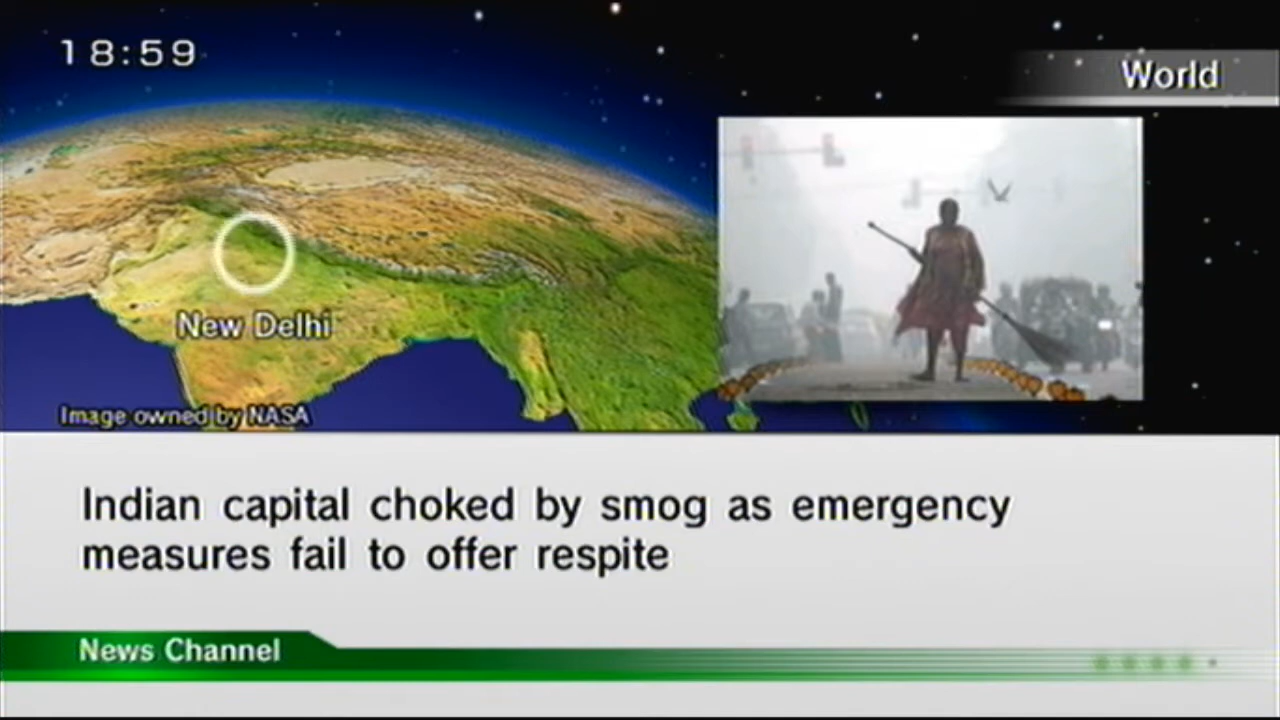 18:59
World
New Delhi
Image owned by NASA
Indian capital choked by smog as emergency
measures fail to offer respite
News Channel